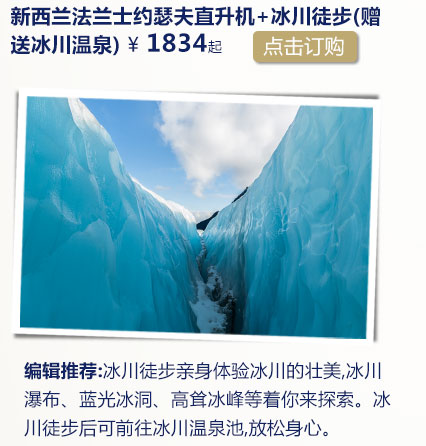 新西兰法兰士约瑟夫直升机+冰川徒步(赠
送冰川温泉) ¥ 1834起 点击订购
编辑推荐:冰川徒步亲身体验冰川的壮美,冰川
瀑布、蓝光冰洞、高耸冰峰等着你来探索。冰
川徒步后可前往冰川温泉池,放松身心。